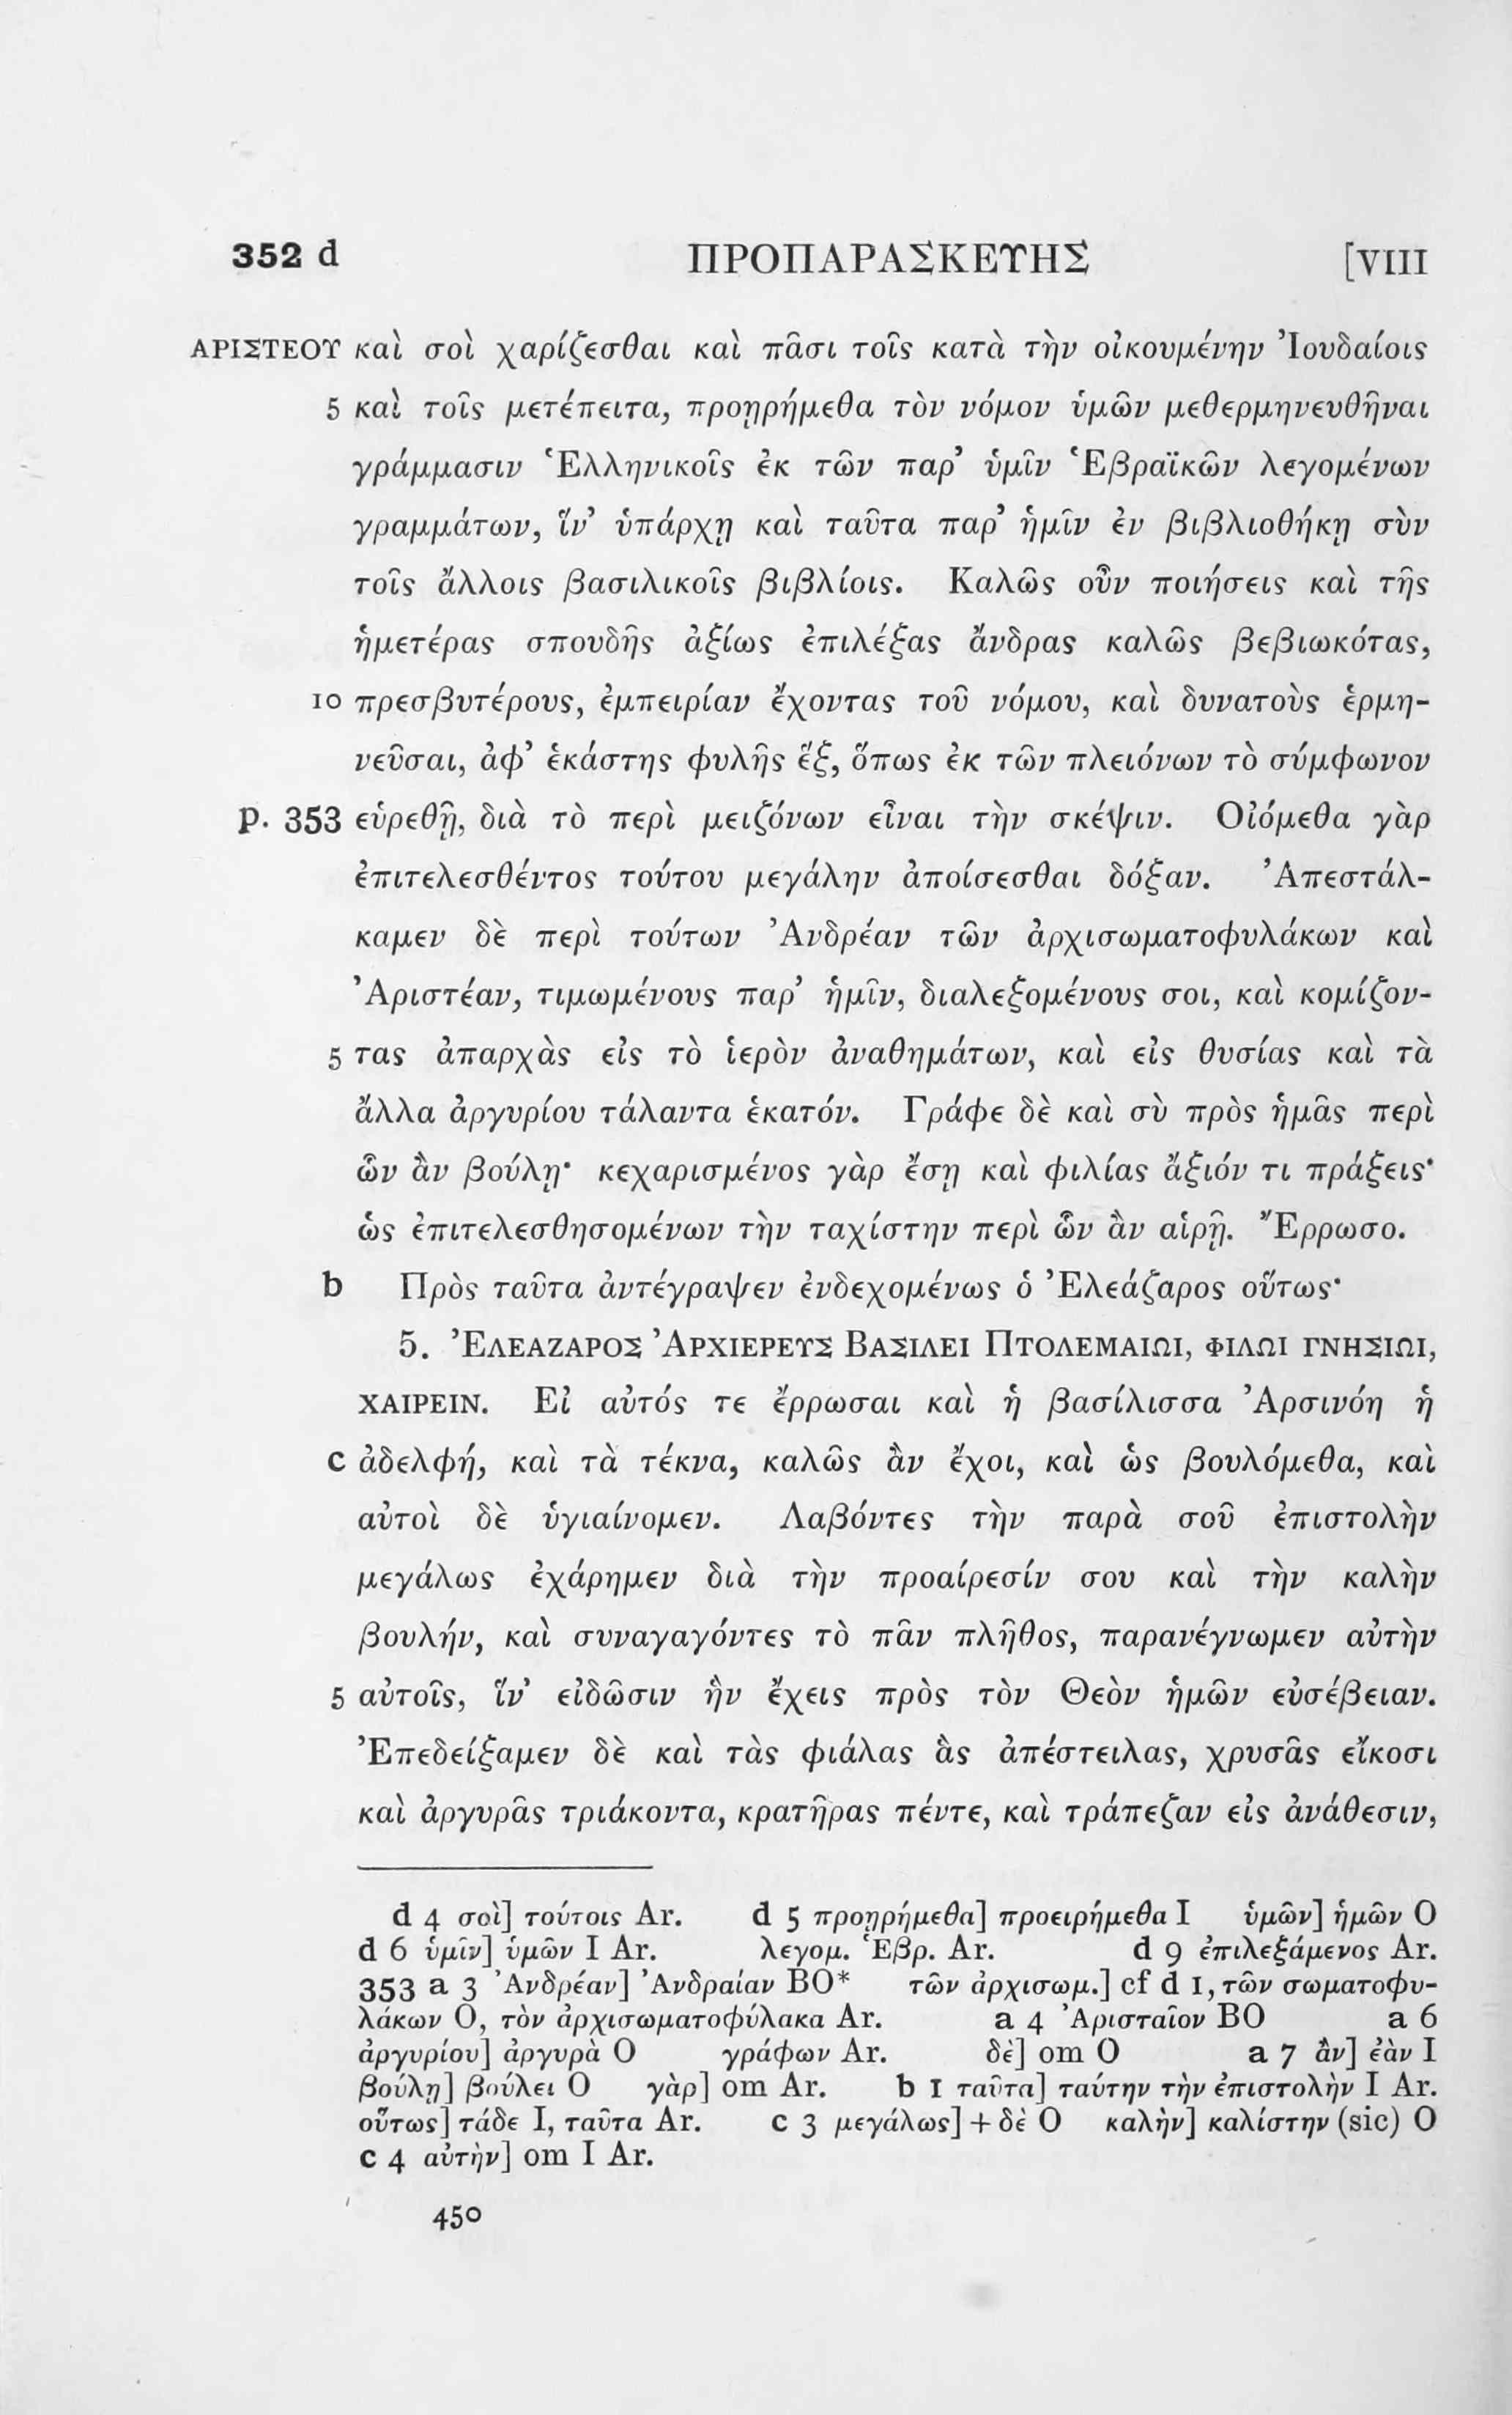 352 d ΠΡΟΠΑΡΑΣΚΕΥΗΣ [VIII
ΑΡΙΣΤΕΟΥ καὶ σοὶ χαρίζεσθαι καὶ πᾶσι τοῖς κατὰ τὴν οἰκουμένην Ἰουδαίοις
5 καὶ τοῖς μετέπειτα, προῃρήμεθα τὸν νόμον ὑμῶν μεθερμηνευθῆναι
γράμμασιν Ἑλληνικοῖς ἐκ τῶν παρ’ ὑμῖν Ἑβραϊκῶν λεγομένων
γραμμάτων, ἵν’ ὑπάρχῃ καὶ ταῦτα παρ’ ἡμῖν ἐν βιβλιοθήκῃ σὺν
τοῖς ἄλλοις βασιλικοῖς βιβλίοις. Καλῶς οὖν ποιήσεις καὶ τῆς
ἡμετέρας σπουδῆς ἀξίως ἐπιλέξας ἄνδρας καλῶς βεβιωκότας,
10 πρεσβυτέρους, ἐμπειρίαν ἔχοντας τοῦ νόμου, καὶ δυνατοὺς ἑρμη-
νεῦσαι, ἀφ’ ἑκάστης φυλῆς ἕξ, ὅπως ἐκ τῶν πλειόνων τὸ σύμφωνον
p. 353 εὑρεθῇ, διὰ τὸ περὶ μειζόνων εἶναι τὴν σκέψιν. Οἰόμεθα γὰρ
ἐπιτελεσθέντος τούτου μεγάλην ἀποίσεσθαι δόξαν. Ἀπεστάλ-
καμεν δὲ περὶ τούτων Ἀνδρέαν τῶν ἀρχισωματοφυλάκων καὶ
Ἀριστέαν, τιμωμένους παρ’ ἡμῖν, διαλεξομένους σοι, καὶ κομίζον-
5 τας ἀπαρχὰς εἰς τὸ ἱερὸν ἀναθημάτων, καὶ εἰς θυσίας καὶ τὰ
ἄλλα ἀργυρίου τάλαντα ἑκατόν. Γράφε δὲ καὶ σὺ πρὸς ἡμᾶς περὶ
ὧν ἂν βούλῃ· κεχαρισμένος γὰρ ἔσῃ καὶ φιλίας ἄξιόν τι πράξεις·
ὡς ἐπιτελεσθησομένων τὴν ταχίστην περὶ ὧν ἂν αἱρῇ. Ἔρρωσο.
b Πρὸς ταῦτα ἀντέγραψεν ἐνδεχομένως ὁ Ἐλεάζαρος οὕτως·
5. ἘΛΕΑΖΑΡΟΣ ἈΡΧΙΕΡΕΥΣ ΒΑΣΙΛΕΙ ΠΤΟΛΕΜΑΙΩΙ, ΦΙΛΩΙ ΓΝΗΣΙΩΙ,
ΧΑΙΡΕΙΝ. Εἰ αὐτός τε ἔρρωσαι καὶ ἡ βασίλισσα Ἀρσινόη ἡ
c ἀδελφή, καὶ τὰ τέκνα, καλῶς ἂν ἔχοι, καὶ ὡς βουλόμεθα, καὶ
αὐτοὶ δὲ ὑγιαίνομεν. Λαβόντες τὴν παρὰ σοῦ ἐπιστολὴν
μεγάλως ἐχάρημεν διὰ τὴν προαίρεσίν σου καὶ τὴν καλὴν
βουλήν, καὶ συναγαγόντες τὸ πᾶν πλῆθος, παρανέγνωμεν αὐτὴν
5 αὐτοῖς, ἵν’ εἰδῶσιν ἣν ἔχεις πρὸς τὸν Θεὸν ἡμῶν εὐσέβειαν.
Ἐπεδείξαμεν δὲ καὶ τὰς φιάλας ἃς ἀπέστειλας, χρυσᾶς εἴκοσι
καὶ ἀργυρᾶς τριάκοντα, κρατῆρας πέντε, καὶ τράπεζαν εἰς ἀνάθεσιν,
d 4 σοὶ] τούτοις Ar. d 5 προῃρήμεθα] προειρήμεθα I ὑμῶν] ἡμῶν O
d 6 ὑμῖν] ὑμῶν I Ar. λεγομ. Ἑβρ. Ar. d 9 ἐπιλεξάμενος Ar.
353 a 3 Ἀνδρέαν] Ἀνδραίαν BO* τῶν ἀρχισωμ.] cf d 1, τῶν σωματοφυ-
λάκων O, τὸν ἀρχισωματοφύλακα Ar. a 4 Ἀρισταῖον BO a 6
ἀργυρίου] ἀργυρᾶ O γράφων Ar. δὲ] om O a 7 ἂν] ἐὰν I
βούλῃ] βούλει O γὰρ] om Ar. b 1 ταῦτα] ταύτην τὴν ἐπιστολὴν I Ar.
οὕτως] τάδε I, ταῦτα Ar. c 3 μεγάλως] + δὲ O καλὴν] καλίστην (sic) O
c 4 αὐτὴν] om I Ar.
450